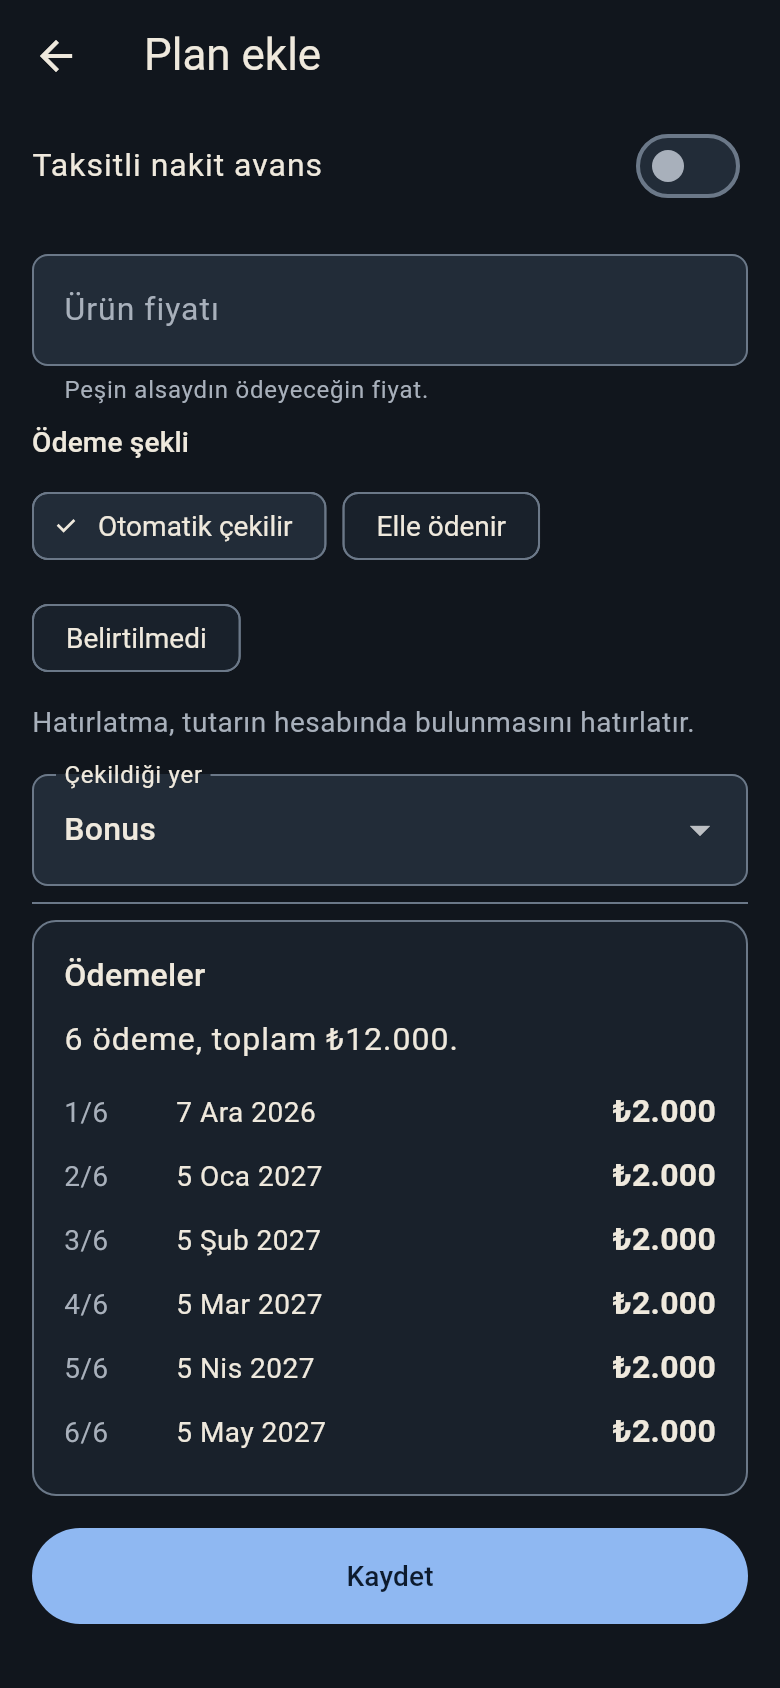 Plan ekle
Taksitli nakit avans
Ürün fiyatı
Peşin alsaydın ödeyeceğin fiyat.
Ödeme şekli
Otomatik çekilir
Elle ödenir
Belirtilmedi
Hatırlatma, tutarın hesabında bulunmasını hatırlatır.
Çekildiği yer
Bonus
Ödemeler
6 ödeme, toplam ₺12.000.
1/6 7 Ara 2026 ₺2.000
2/6 5 Oca 2027 ₺2.000
3/6 5 Şub 2027 ₺2.000
4/6 5 Mar 2027 ₺2.000
5/6 5 Nis 2027 ₺2.000
6/6 5 May 2027 ₺2.000
Kaydet